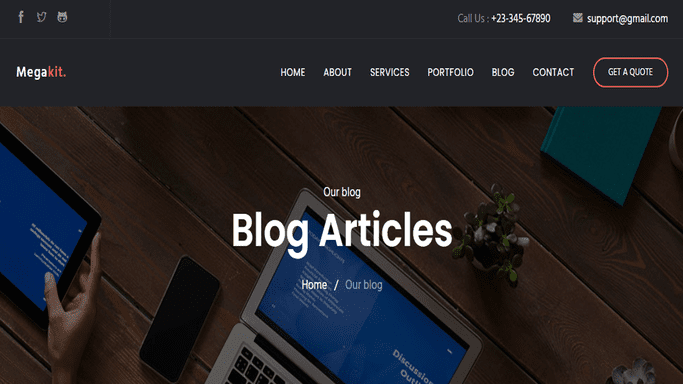 Call Us : +23-345-67890
support@gmail.com
Megakit.
HOME
ABOUT
SERVICES
PORTFOLIO
BLOG
CONTACT
GET A QUOTE
Our blog
Blog Articles
Home / Our blog
Discussion